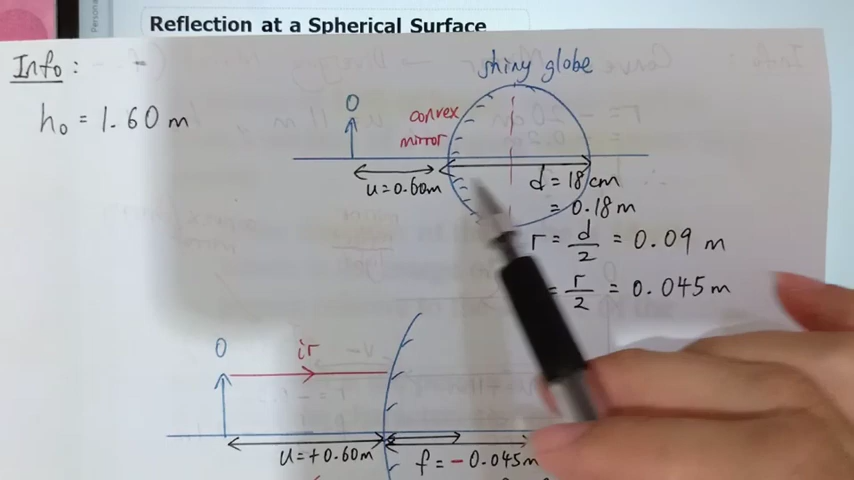 Reflection at a Spherical Surface
Info:
h₀ = 1.60 m
shiny globe
O
convex
mirror
u = 0.60m
d = 18 cm
= 0.18 m
r = d/2 = 0.09 m
= r/2 = 0.045 m
O
ir
u = +0.60m
f = -0.045m